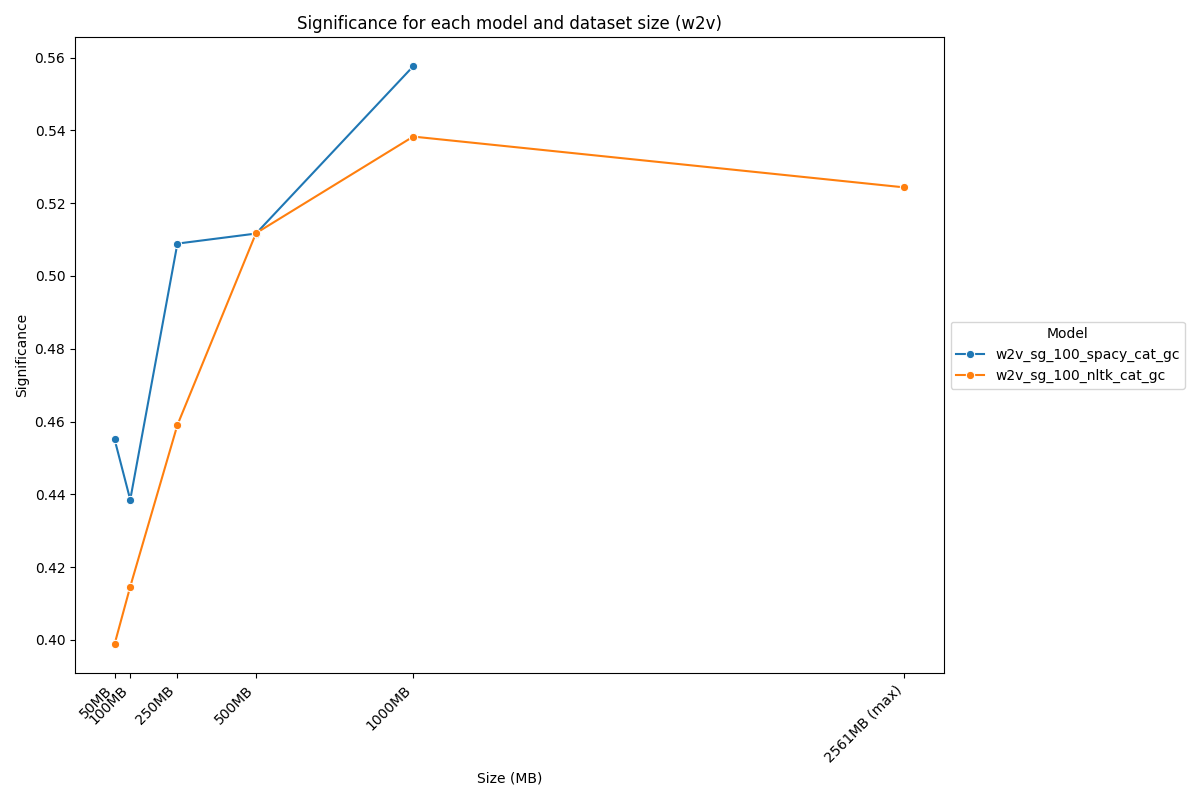 Significance for each model and dataset size (w2v)
0.56
0.54
0.52
0.50
0.48
0.46
0.44
0.42
0.40
Significance
50MB
100MB
250MB
500MB
1000MB
2561MB (max)
Size (MB)
Model
w2v_sg_100_spacy_cat_gc
w2v_sg_100_nltk_cat_gc